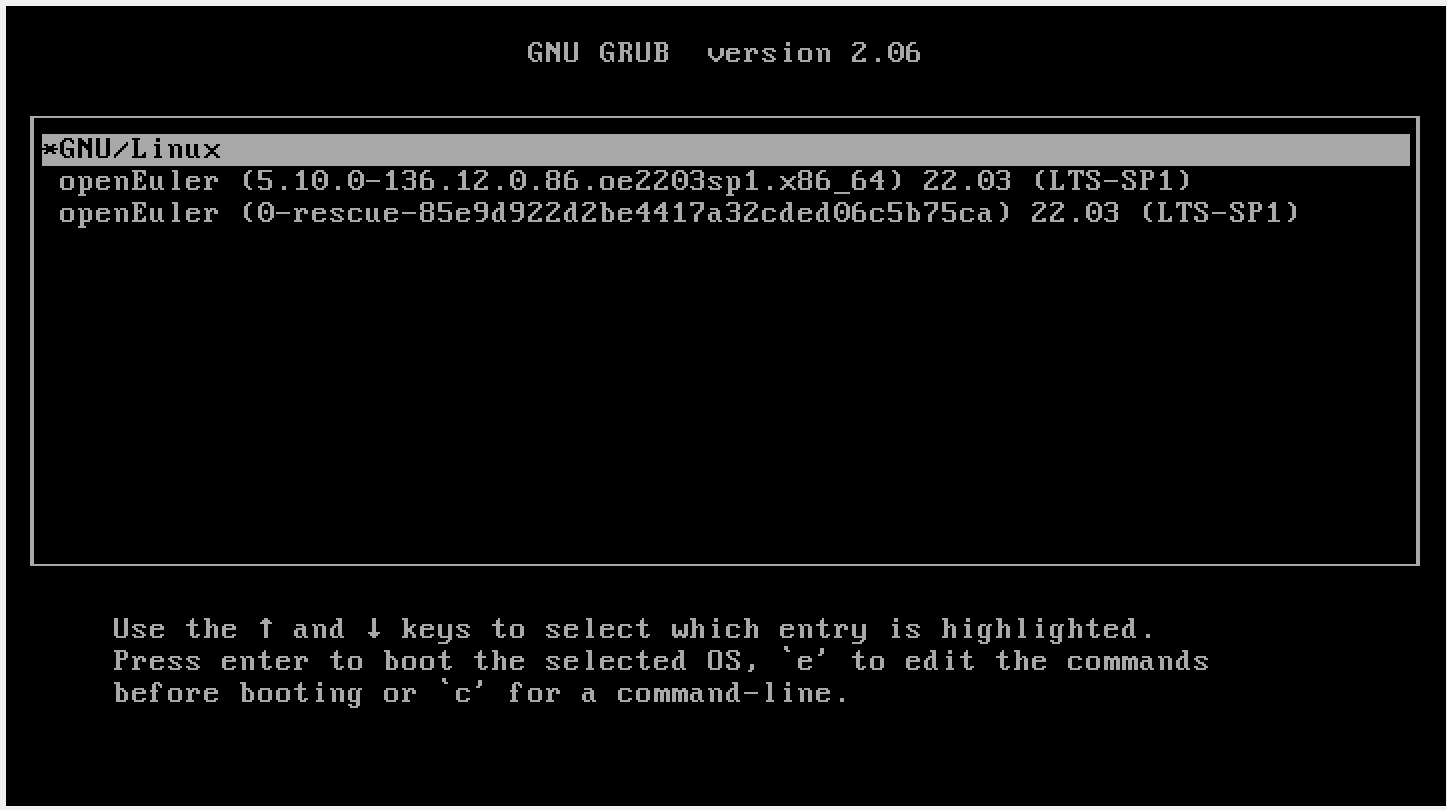 GNU GRUB  version 2.06
*GNU/Linux
openEuler (5.10.0-136.12.0.86.oe2203sp1.x86_64) 22.03 (LTS-SP1)
openEuler (0-rescue-85e9d922d2be4417a32cded06c5b75ca) 22.03 (LTS-SP1)
Use the ↑ and ↓ keys to select which entry is highlighted.
Press enter to boot the selected OS, `e' to edit the commands
before booting or `c' for a command-line.